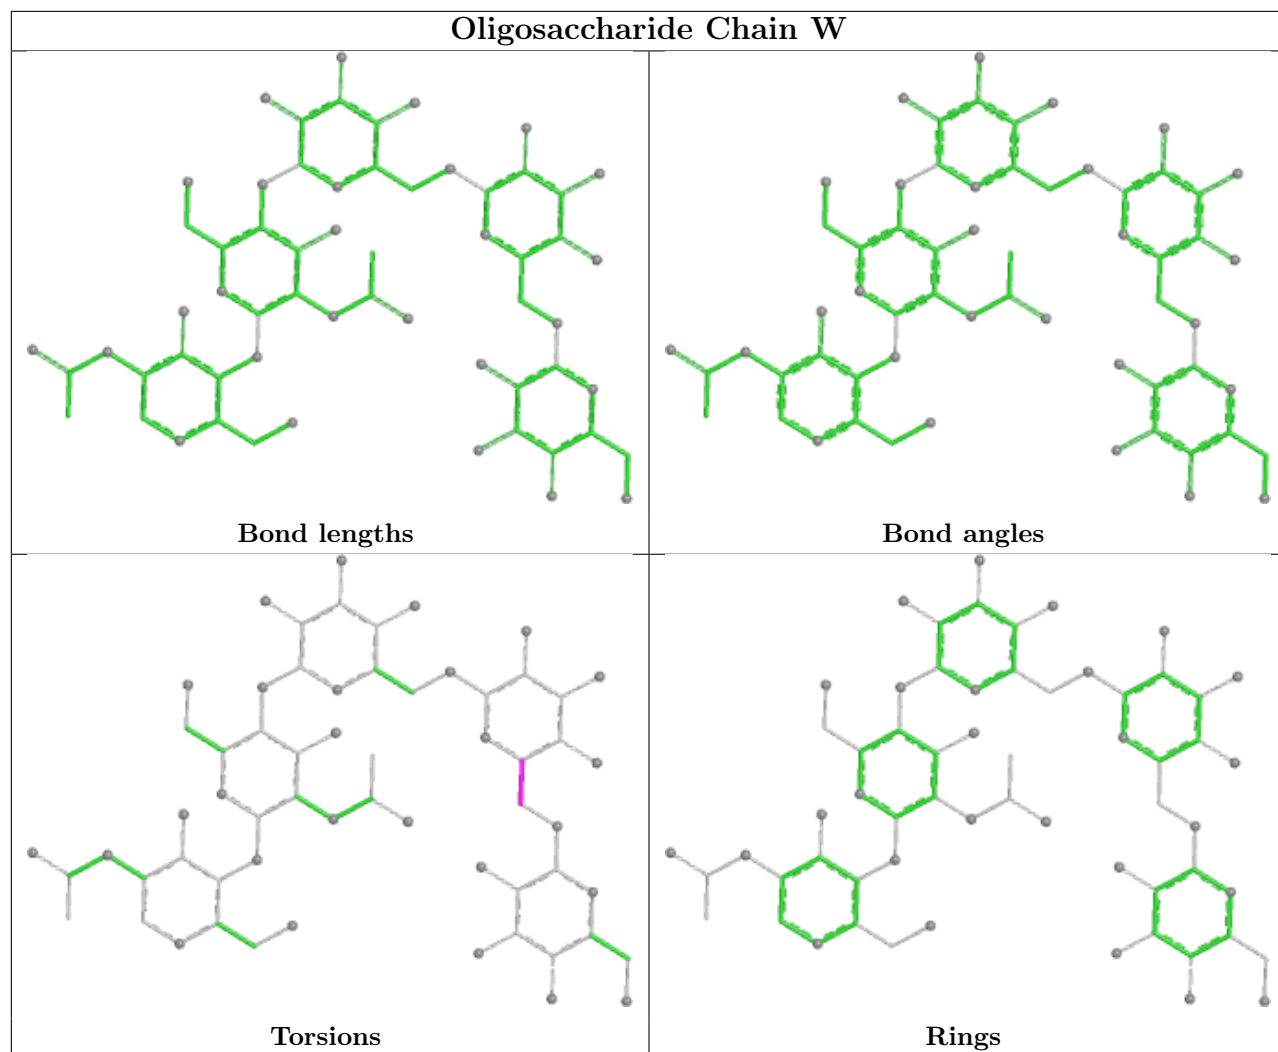 Oligosaccharide Chain W
Bond lengths
Bond angles
Torsions
Rings